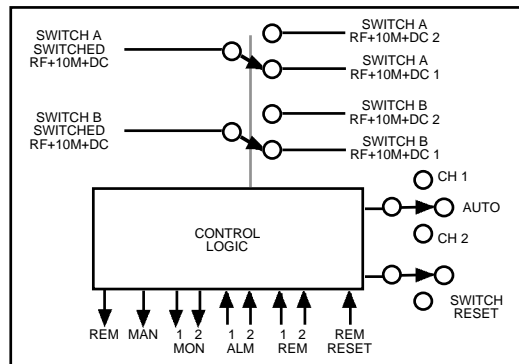 SWITCH A
SWITCHED
RF+10M+DC
SWITCH A
RF+10M+DC 2
SWITCH A
RF+10M+DC 1
SWITCH B
SWITCHED
RF+10M+DC
SWITCH B
RF+10M+DC 2
SWITCH B
RF+10M+DC 1
CONTROL
LOGIC
CH 1
AUTO
CH 2
SWITCH
RESET
REM
MAN
1 2
MON
1 2
ALM
1 2
REM
REM
RESET